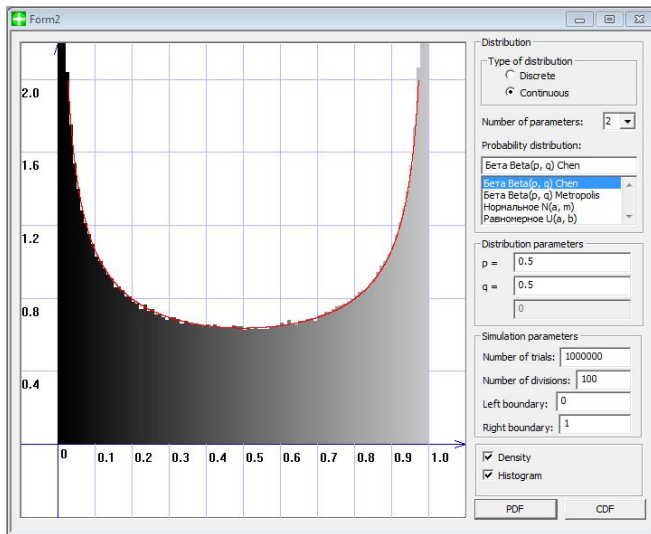 Form2
2.0
1.6
1.2
0.8
0.4
0 0.1 0.2 0.3 0.4 0.5 0.6 0.7 0.8 0.9 1.0
Distribution
Type of distribution
Discrete
Continuous
Number of parameters: 2
Probability distribution:
Бета Beta(p, q) Chen
Бета Beta(p, q) Chen
Бета Beta(p, q) Metropolis
Нормальное N(a, m)
Равномерное U(a, b)
Distribution parameters
p = 0.5
q = 0.5
0
Simulation parameters
Number of trials: 1000000
Number of divisions: 100
Left boundary: 0
Right boundary: 1
Density
Histogram
PDF CDF